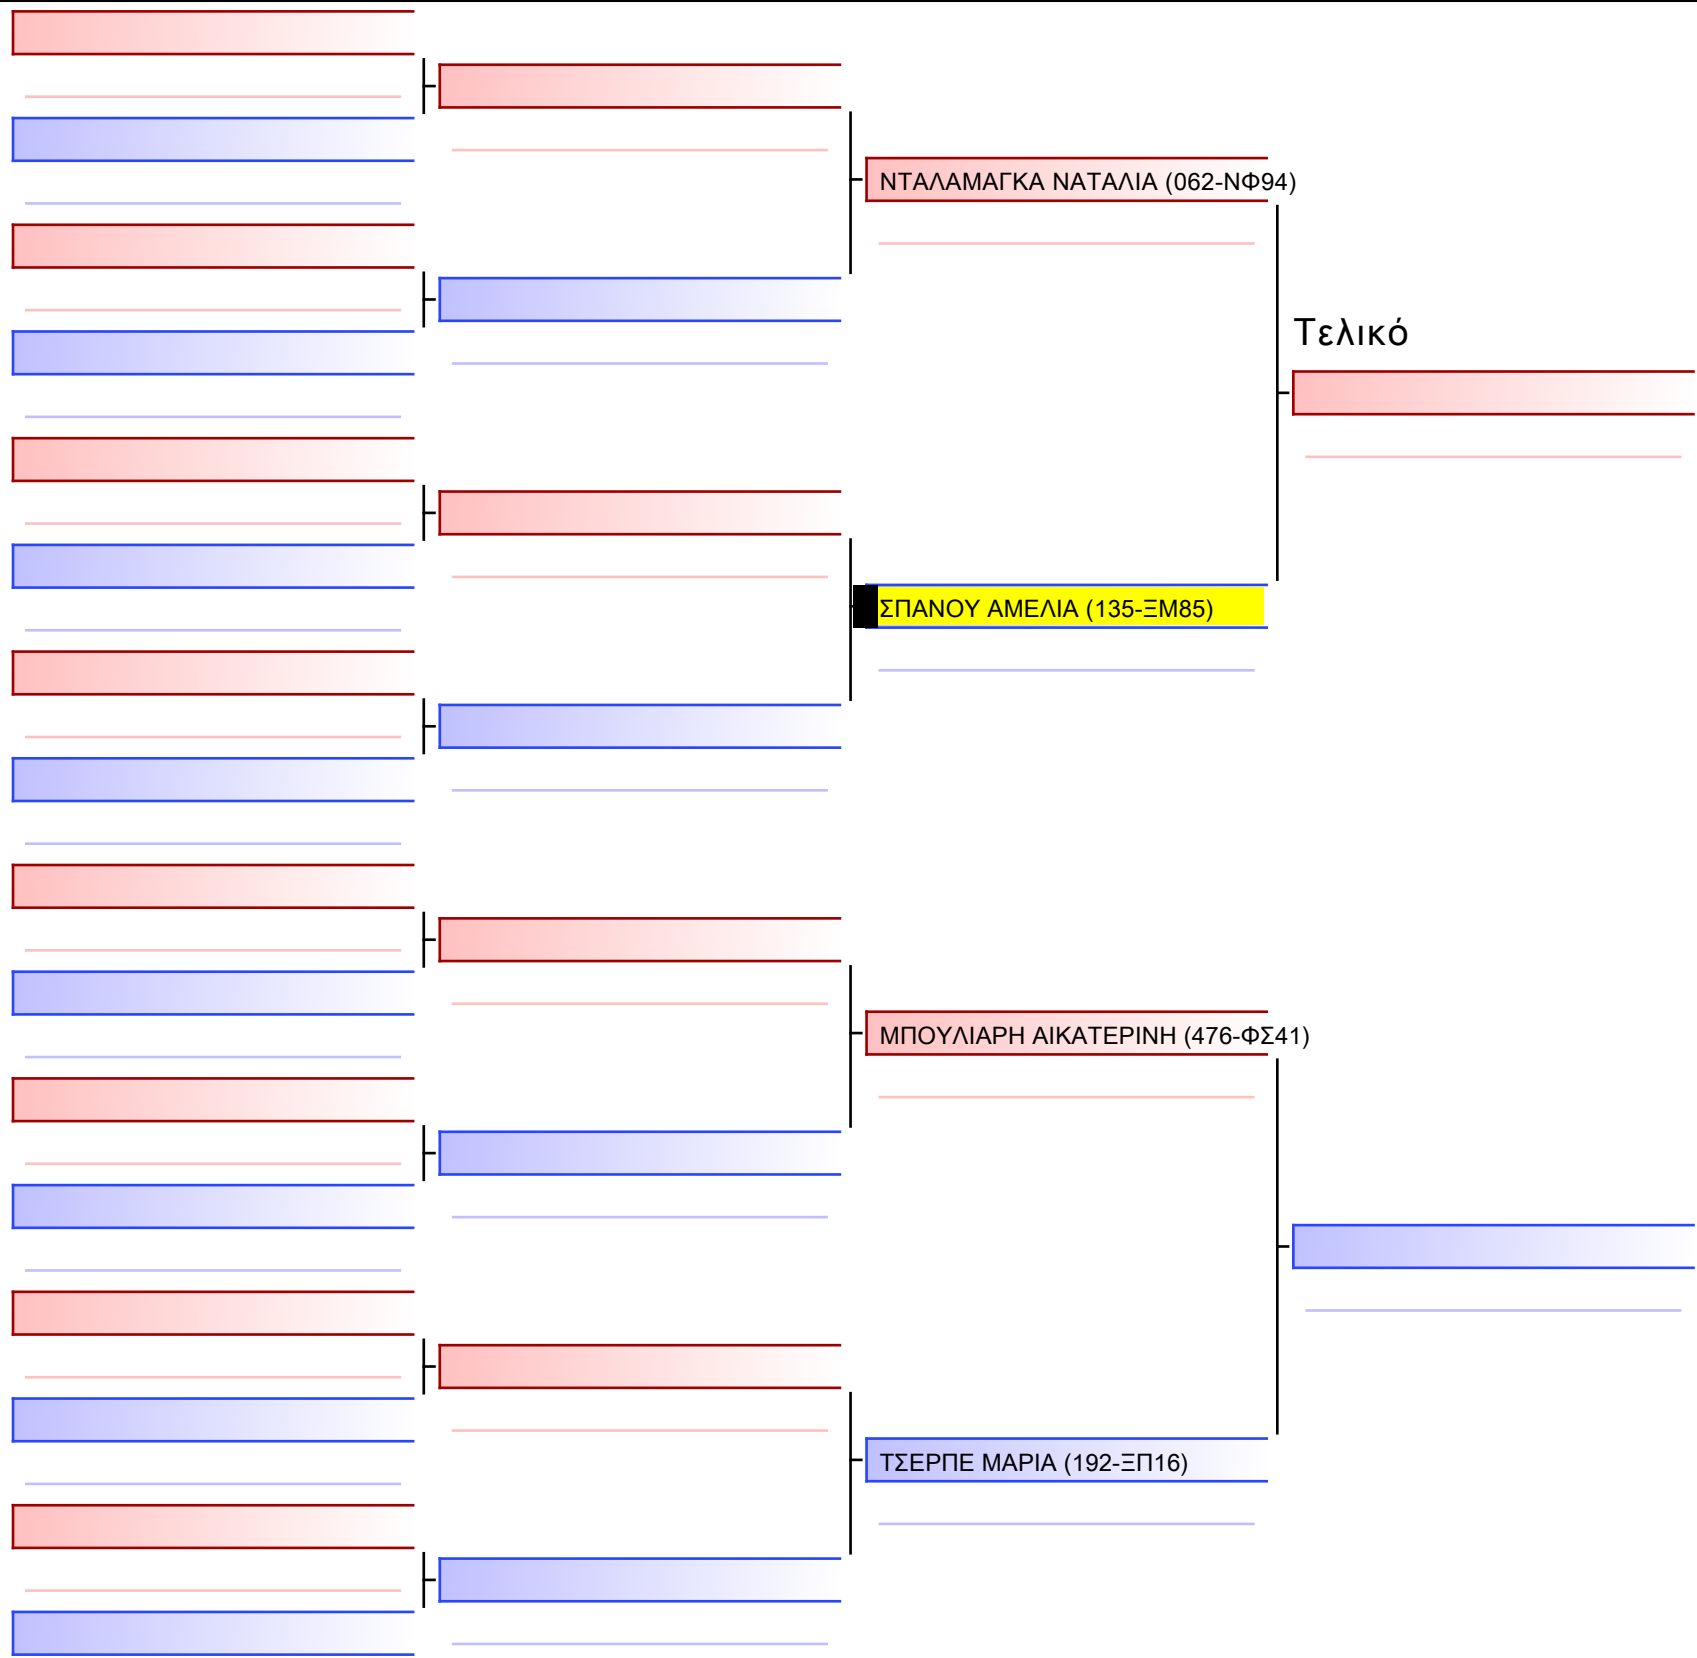 ΝΤΑΛΑΜΑΓΚΑ ΝΑΤΑΛΙΑ (062-ΝΦ94)
Τελικό
ΣΠΑΝΟΥ ΑΜΕΛΙΑ (135-ΞΜ85)
ΜΠΟΥΛΙΑΡΗ ΑΙΚΑΤΕΡΙΝΗ (476-ΦΣ41)
ΤΣΕΡΠΕ ΜΑΡΙΑ (192-ΞΠ16)